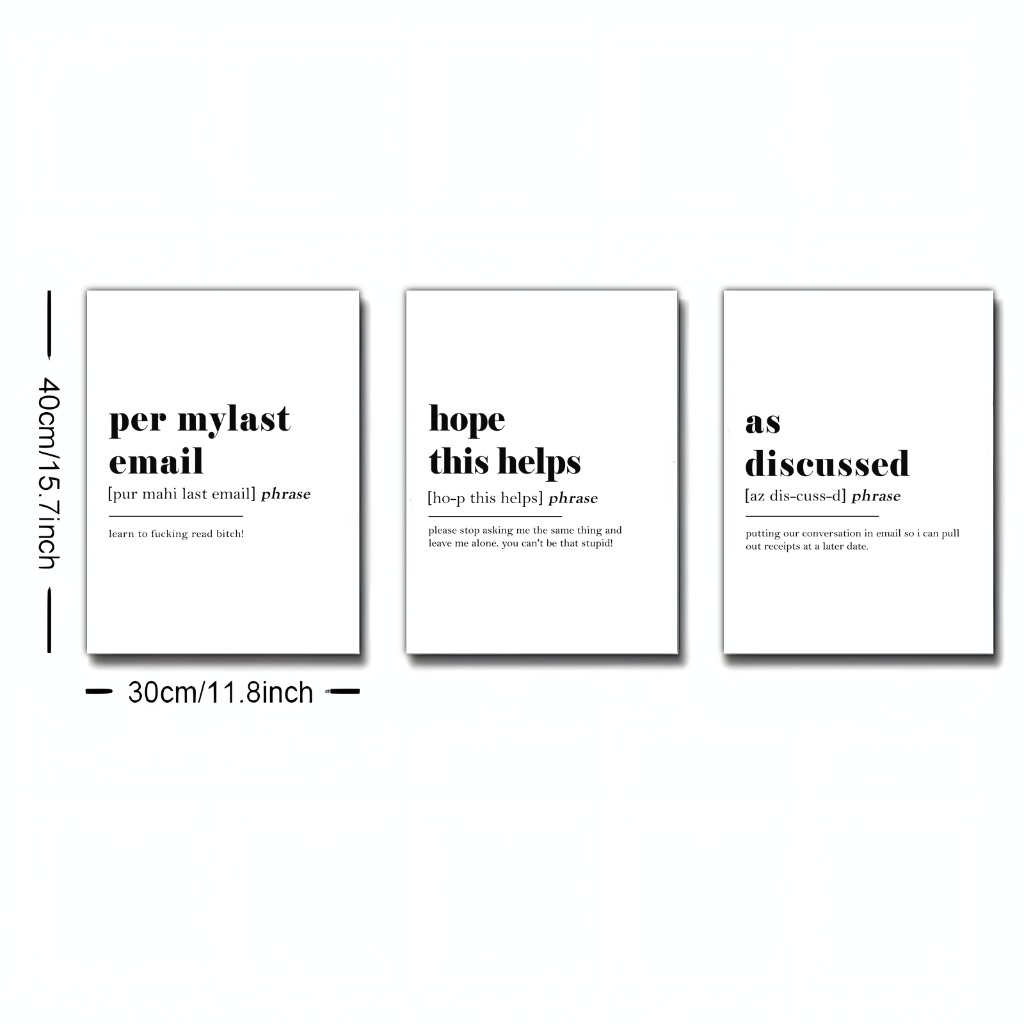 40cm/15.7inch
per mylast
email
[pur mahi last email] phrase
learn to fucking read bitch!
hope
this helps
[ho-p this helps] phrase
please stop asking me the same thing and
leave me alone. you can't be that stupid!
as
discussed
[az dis-cuss-d] phrase
putting our conversation in email so i can pull
out receipts at a later date.
30cm/11.8inch